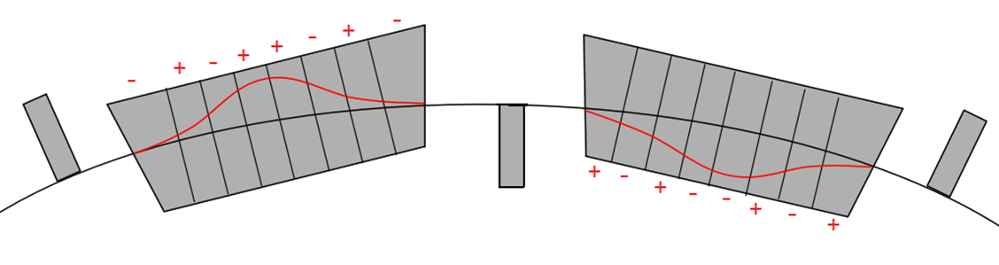 - + - + + - + -
+ - + - - + - +